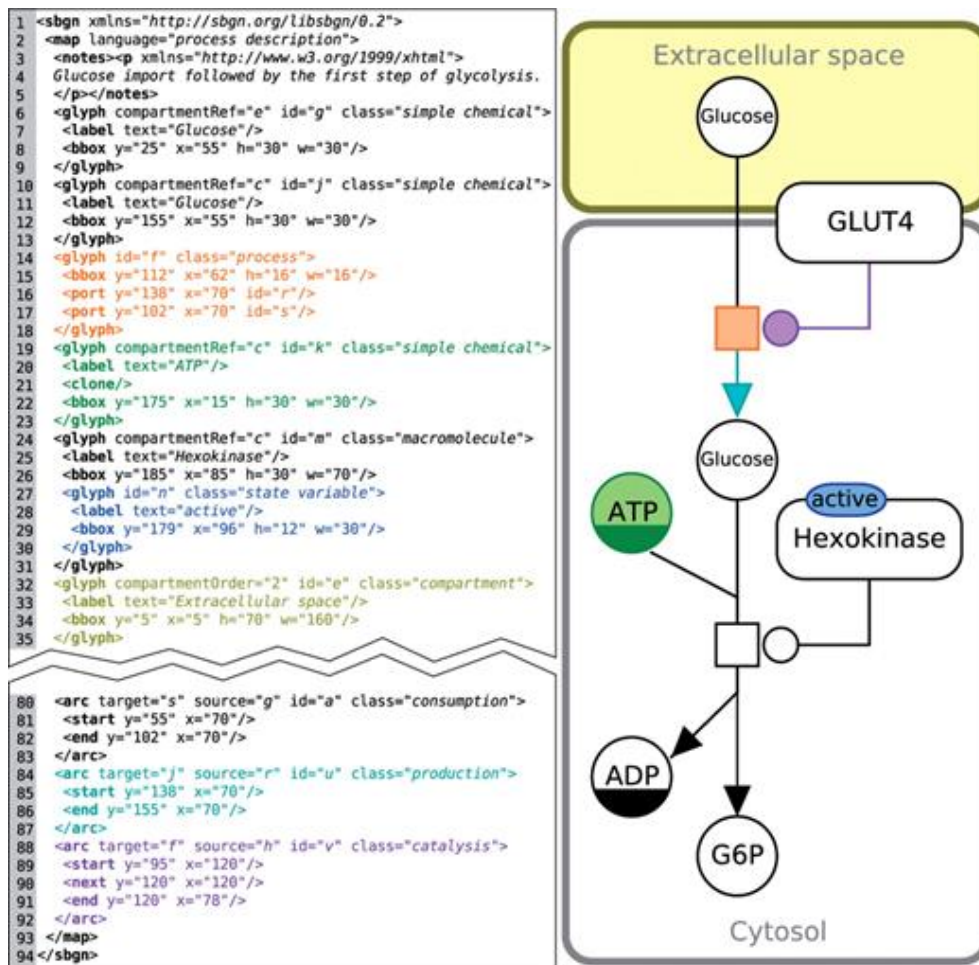 1 <sbgn xmlns="http://sbgn.org/libsbgn/0.2">
2 <map language="process description">
3 <notes><p xmlns="http://www.w3.org/1999/xhtml">
4 Glucose import followed by the first step of glycolysis.
5 </p></notes>
6 <glyph compartmentRef="e" id="g" class="simple chemical">
7 <label text="Glucose"/>
8 <bbox y="25" x="55" h="30" w="30"/>
9 </glyph>
10 <glyph compartmentRef="c" id="j" class="simple chemical">
11 <label text="Glucose"/>
12 <bbox y="155" x="55" h="30" w="30"/>
13 </glyph>
14 <glyph id="f" class="process">
15 <bbox y="112" x="62" h="16" w="16"/>
16 <port y="138" x="70" id="r"/>
17 <port y="102" x="70" id="s"/>
18 </glyph>
19 <glyph compartmentRef="c" id="k" class="simple chemical">
20 <label text="ATP"/>
21 <clone/>
22 <bbox y="175" x="15" h="30" w="30"/>
23 </glyph>
24 <glyph compartmentRef="c" id="m" class="macromolecule">
25 <label text="Hexokinase"/>
26 <bbox y="185" x="85" h="30" w="70"/>
27 <glyph id="n" class="state variable">
28 <label text="active"/>
29 <bbox y="179" x="96" h="12" w="30"/>
30 </glyph>
31 </glyph>
32 <glyph compartmentOrder="2" id="e" class="compartment">
33 <label text="Extracellular space"/>
34 <bbox y="5" x="5" h="70" w="160"/>
35 </glyph>
80 <arc target="s" source="g" id="a" class="consumption">
81 <start y="55" x="70"/>
82 <end y="102" x="70"/>
83 </arc>
84 <arc target="j" source="r" id="u" class="production">
85 <start y="138" x="70"/>
86 <end y="155" x="70"/>
87 </arc>
88 <arc target="f" source="h" id="v" class="catalysis">
89 <start y="95" x="120"/>
90 <next y="120" x="120"/>
91 <end y="120" x="78"/>
92 </arc>
93 </map>
94 </sbgn>
Extracellular space
Glucose
GLUT4
Glucose
ATP
active
Hexokinase
ADP
G6P
Cytosol